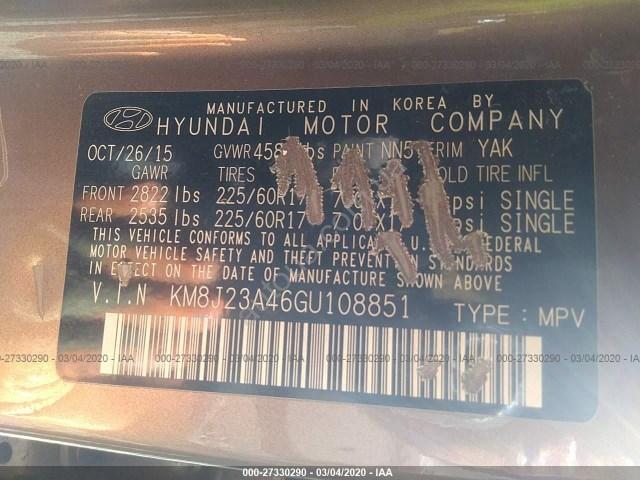 MANUFACTURED IN KOREA BY
HYUNDAI MOTOR COMPANY
OCT/26/15 GVWR PAINT TRIM YAK
GAWR TIRES COLD TIRE INFL
FRONT 2822 lbs 225/60R17 SINGLE
REAR 2535 lbs 225/60R17 psi SINGLE
THIS VEHICLE CONFORMS TO ALL APPLICABLE U.S. FEDERAL
MOTOR VEHICLE SAFETY AND THEFT PREVENTION STANDARDS
IN EFFECT ON THE DATE OF MANUFACTURE SHOWN ABOVE
V.I.N KM8J23A46GU108851 TYPE : MPV
000-27330290 - 03/04/2020 - IAA